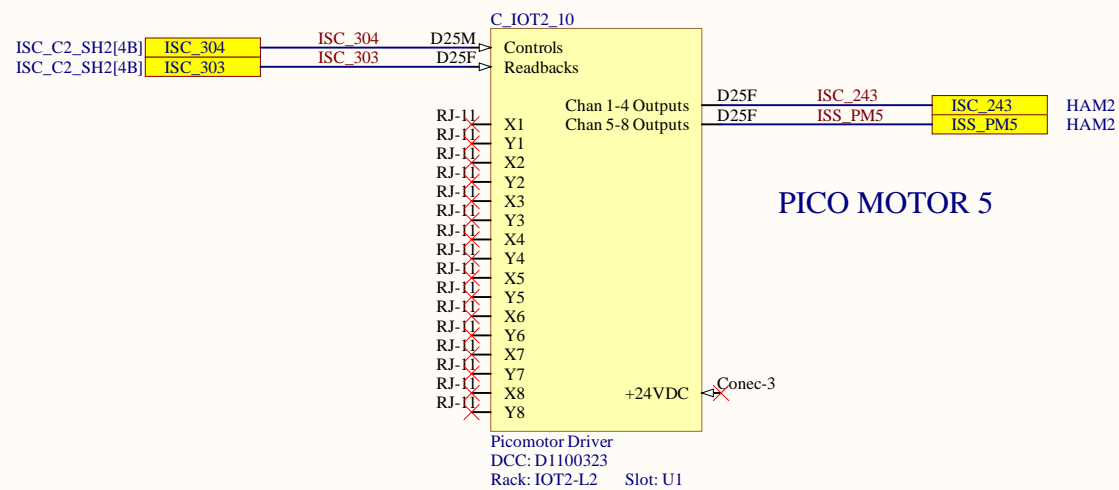 C_IOT2_10
ISC_C2_SH2[4B] ISC_304 ISC_304 D25M Controls
ISC_C2_SH2[4B] ISC_303 ISC_303 D25F Readbacks
Chan 1-4 Outputs D25F ISC_243 ISC_243 HAM2
Chan 5-8 Outputs D25F ISS_PM5 ISS_PM5 HAM2
RJ-11 X1
RJ-11 Y1
RJ-11 X2
RJ-11 Y2
RJ-11 X3
RJ-11 Y3
RJ-11 X4
RJ-11 Y4
RJ-11 X5
RJ-11 Y5
RJ-11 X6
RJ-11 Y6
RJ-11 X7
RJ-11 Y7
RJ-11 X8
RJ-11 Y8
PICO MOTOR 5
+24VDC Conec-3
Picomotor Driver
DCC: D1100323
Rack: IOT2-L2 Slot: U1